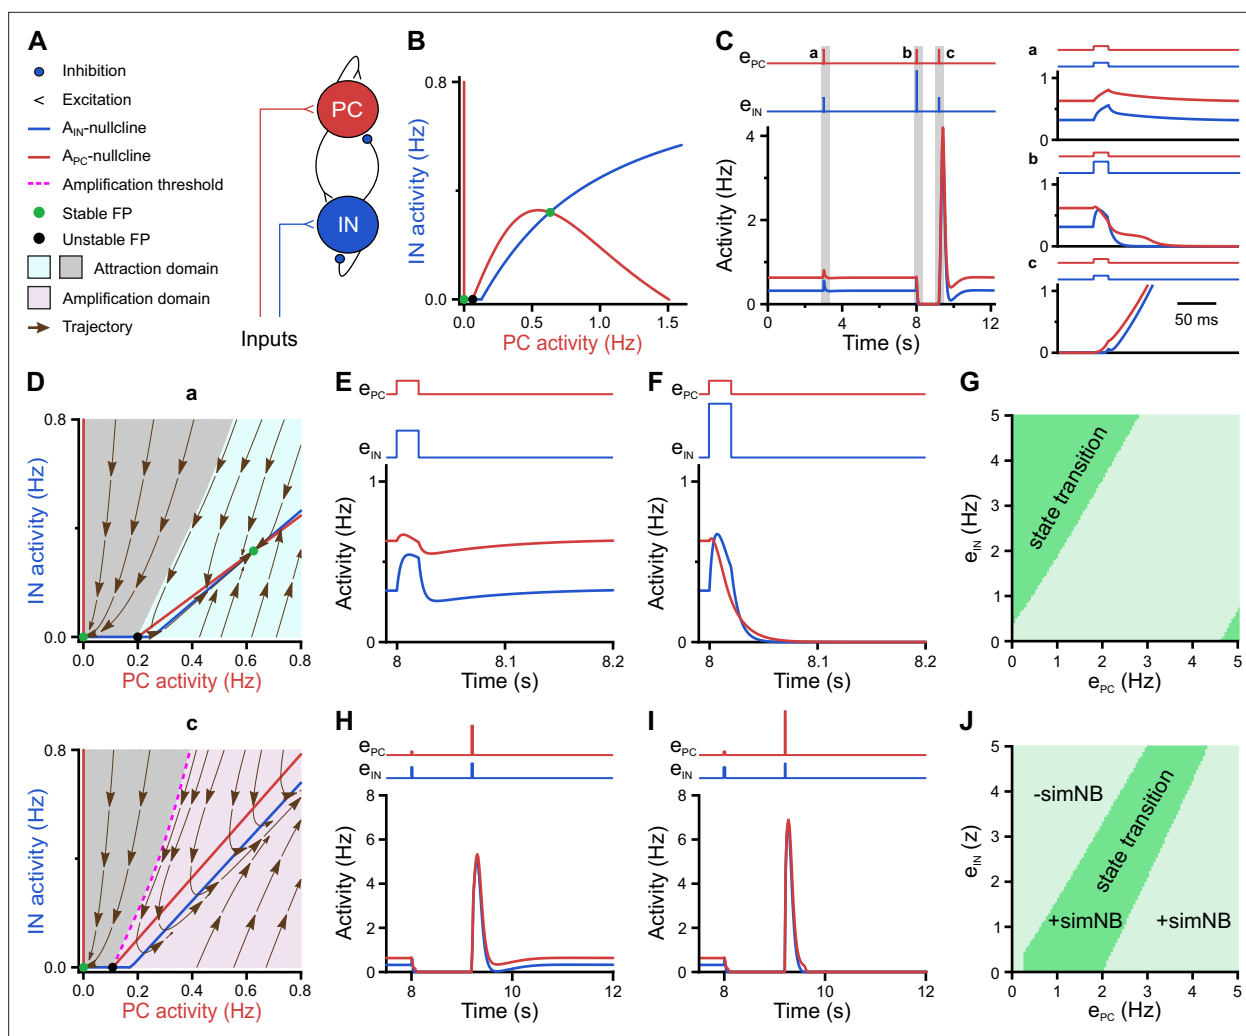 A
Inhibition
Excitation
A_IN-nullcline
A_PC-nullcline
Amplification threshold
Stable FP
Unstable FP
Attraction domain
Amplification domain
Trajectory
PC
IN
Inputs
B
IN activity (Hz)
0.8
0.0
0.0 0.5 1.0 1.5
PC activity (Hz)
C
e_PC a b c
e_IN
Activity (Hz)
4
2
0
0 4 8 12
Time (s)
a
1
0
b
1
0
c
1
0
50 ms
D
a
IN activity (Hz)
0.8
0.0
0.0 0.2 0.4 0.6 0.8
PC activity (Hz)
c
IN activity (Hz)
0.8
0.0
0.0 0.2 0.4 0.6 0.8
PC activity (Hz)
E
e_PC
e_IN
Activity (Hz)
1
0
8 8.1 8.2
Time (s)
F
e_PC
e_IN
Activity (Hz)
1
0
8 8.1 8.2
Time (s)
G
e_IN (Hz)
5
4
3
2
1
0
state transition
0 1 2 3 4 5
e_PC (Hz)
H
e_PC
e_IN
Activity (Hz)
8
6
4
2
0
8 10 12
Time (s)
I
e_PC
e_IN
Activity (Hz)
8
6
4
2
0
8 10 12
Time (s)
J
e_IN (z)
5
4
3
2
1
0
-simNB
state transition
+simNB
+simNB
0 1 2 3 4 5
e_PC (Hz)